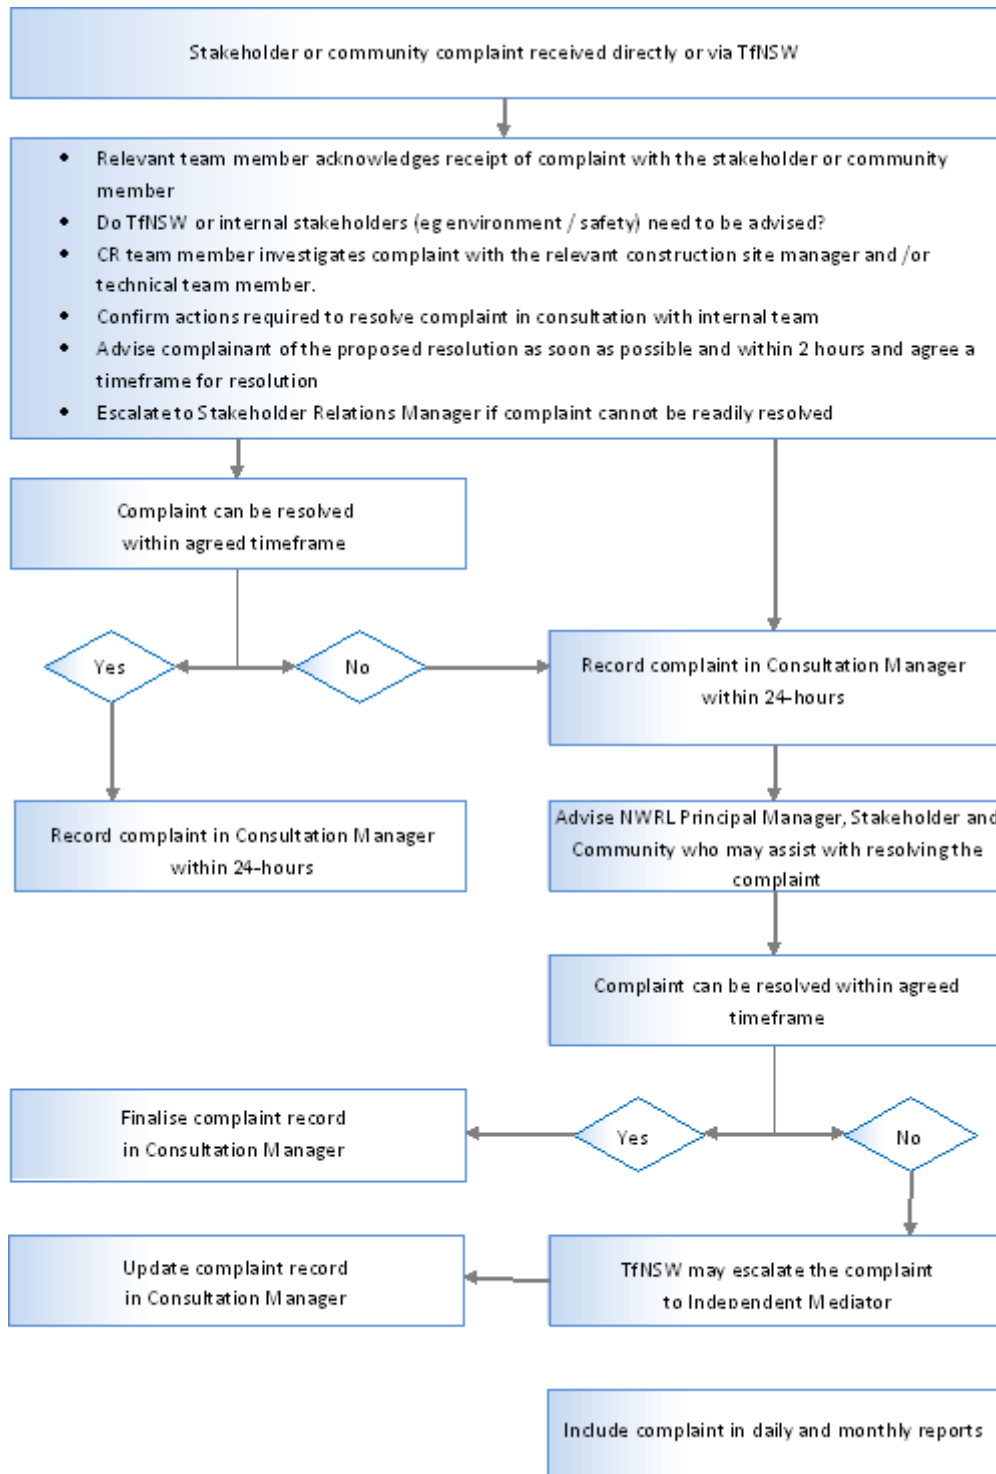 Stakeholder or community complaint received directly or via TfNSW
• Relevant team member acknowledges receipt of complaint with the stakeholder or community
member
• Do TfNSW or internal stakeholders (eg environment / safety) need to be advised?
• CR team member investigates complaint with the relevant construction site manager and /or
technical team member.
• Confirm actions required to resolve complaint in consultation with internal team
• Advise complainant of the proposed resolution as soon as possible and within 2 hours and agree a
timeframe for resolution
• Escalate to Stakeholder Relations Manager if complaint cannot be readily resolved
Complaint can be resolved
within agreed timeframe
Yes
No
Record complaint in Consultation Manager
within 24-hours
Record complaint in Consultation Manager
within 24-hours
Advise NWRL Principal Manager, Stakeholder and
Community who may assist with resolving the
complaint
Complaint can be resolved within agreed
timeframe
Yes
No
Finalise complaint record
in Consultation Manager
TfNSW may escalate the complaint
to Independent Mediator
Update complaint record
in Consultation Manager
Include complaint in daily and monthly reports